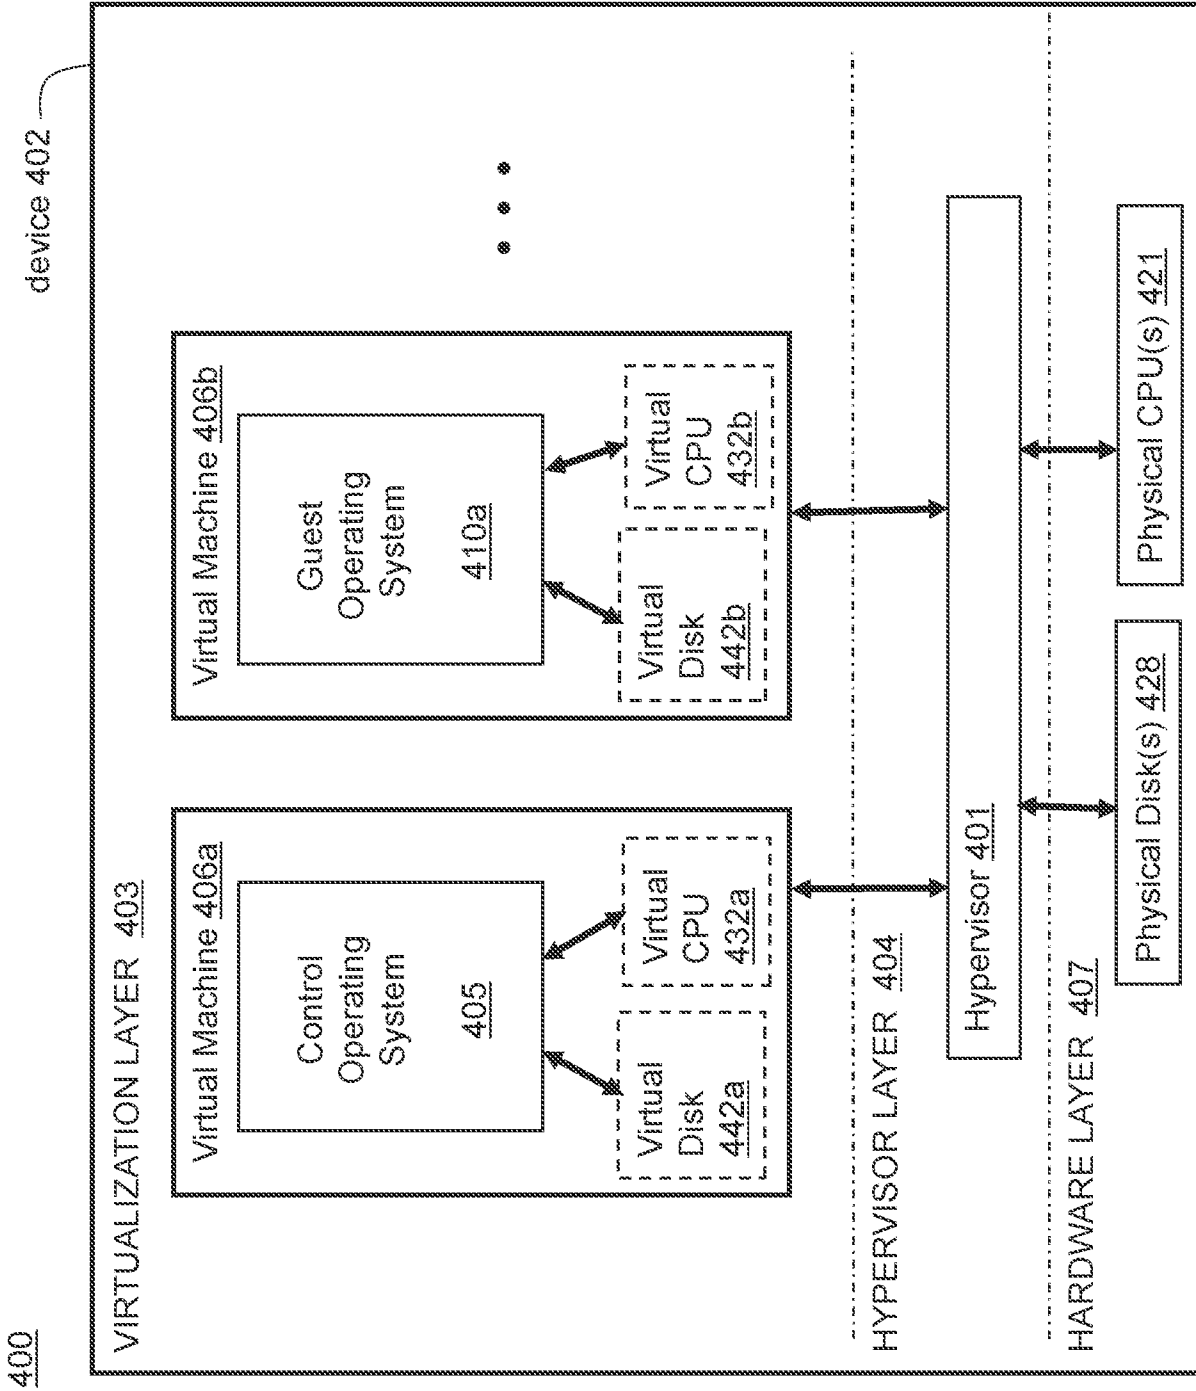 400
device 402
VIRTUALIZATION LAYER 403
Virtual Machine 406a
Control
Operating
System
405
Virtual
Disk
442a
Virtual
CPU
432a
Virtual Machine 406b
Guest
Operating
System
410a
Virtual
Disk
442b
Virtual
CPU
432b
HYPERVISOR LAYER 404
Hypervisor 401
HARDWARE LAYER 407
Physical Disk(s) 428
Physical CPU(s) 421